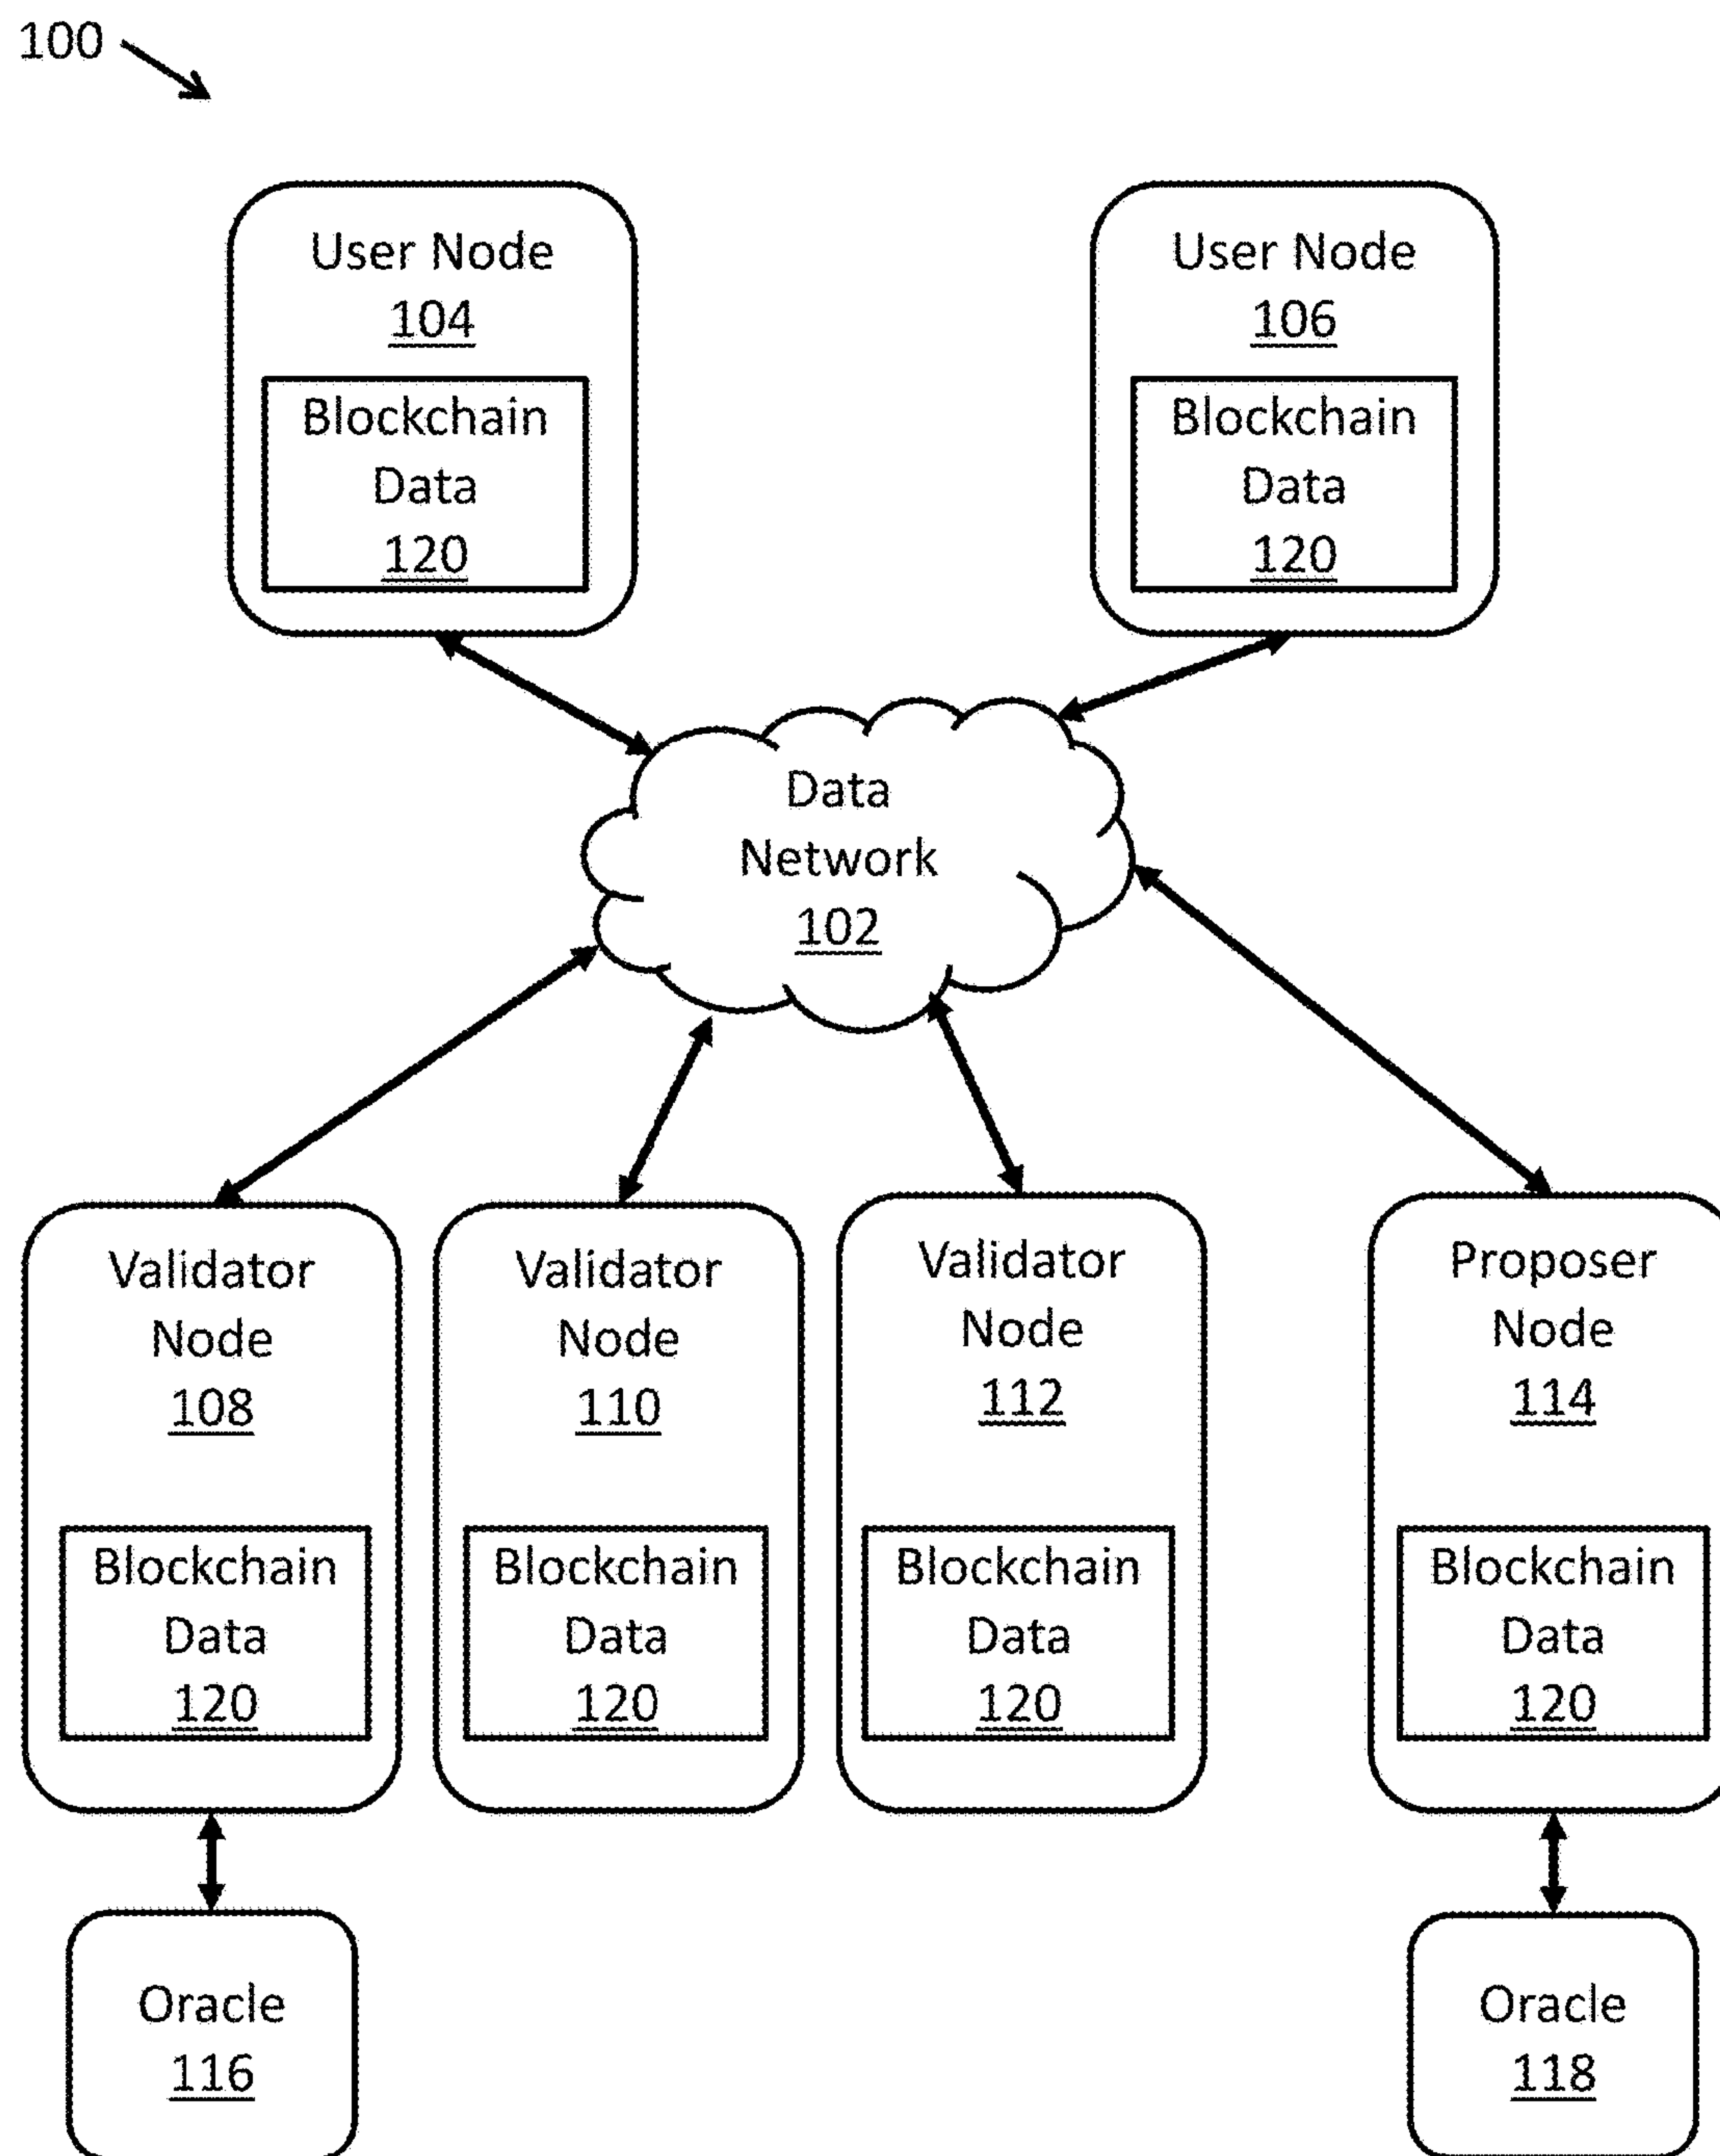 100
User Node
104
Blockchain
Data
120
User Node
106
Blockchain
Data
120
Data
Network
102
Validator
Node
108
Blockchain
Data
120
Validator
Node
110
Blockchain
Data
120
Validator
Node
112
Blockchain
Data
120
Proposer
Node
114
Blockchain
Data
120
Oracle
116
Oracle
118